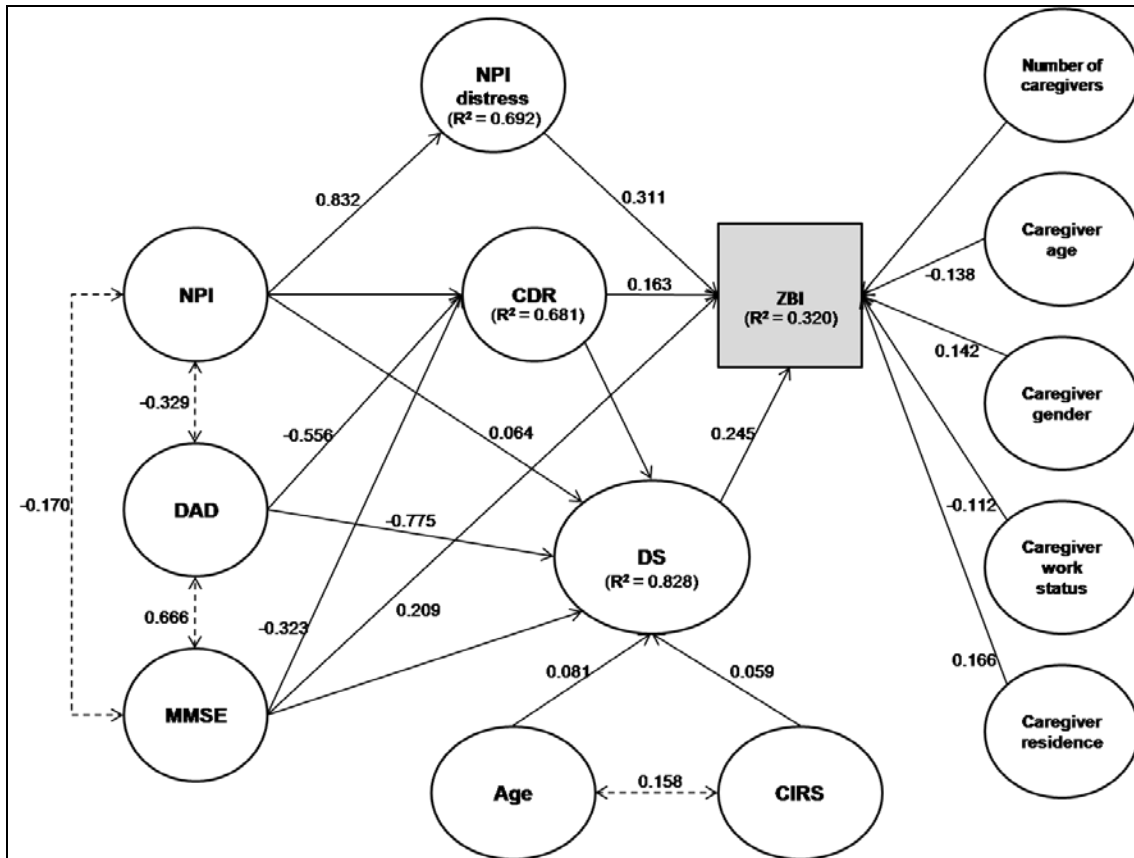 NPI
distress
(R² = 0.692)
Number of
caregivers
0.832
0.311
NPI
CDR
(R² = 0.681)
0.163
ZBI
(R² = 0.320)
Caregiver
age
-0.138
0.142
Caregiver
gender
-0.329
-0.556
0.064
0.245
-0.170
DAD
-0.775
DS
(R² = 0.828)
-0.112
Caregiver
work
status
0.666
-0.323
0.209
MMSE
0.081
0.059
0.166
Caregiver
residence
Age
0.158
CIRS